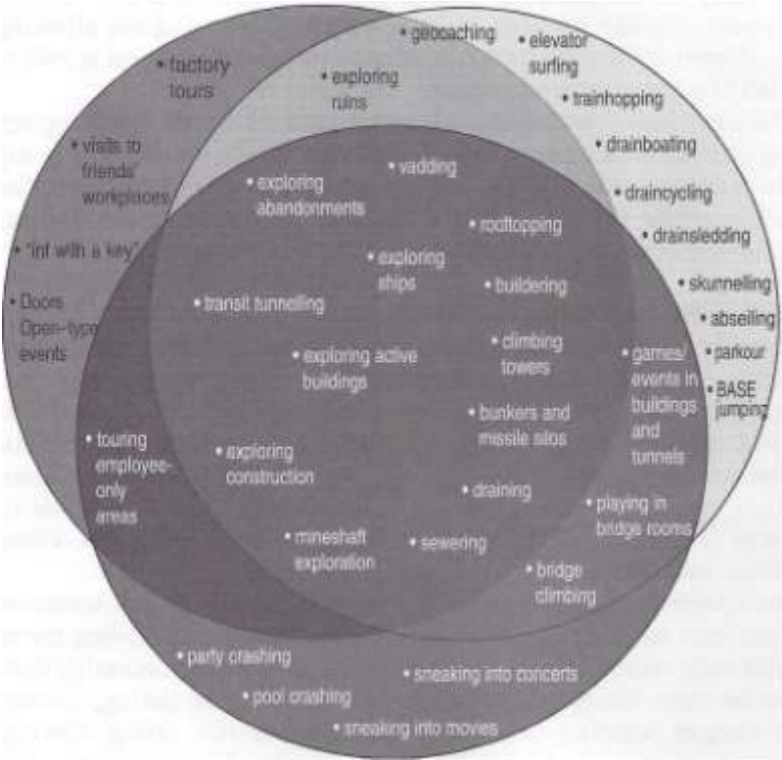 • geocaching
• elevator
surfing
• factory
tours
• exploring
ruins
• trainhopping
• visits to
friends'
workplaces
• drainboating
• vadding
• exploring
abandonments
• draincycling
• rooftopping
• drainsledding
• "inf with a key"
• exploring
ships
• skunnelling
• buildering
• Doors
Open-type
events
• transit tunnelling
• abseiling
• climbing
towers
• games/
events in
buildings
and
tunnels
• parkour
• exploring active
buildings
• BASE
jumping
• bunkers and
missile silos
• touring
employee-
only
areas
• exploring
construction
• draining
• playing in
bridge rooms
• mineshaft
exploration
• sewering
• bridge
climbing
• party crashing
• sneaking into concerts
• pool crashing
• sneaking into movies